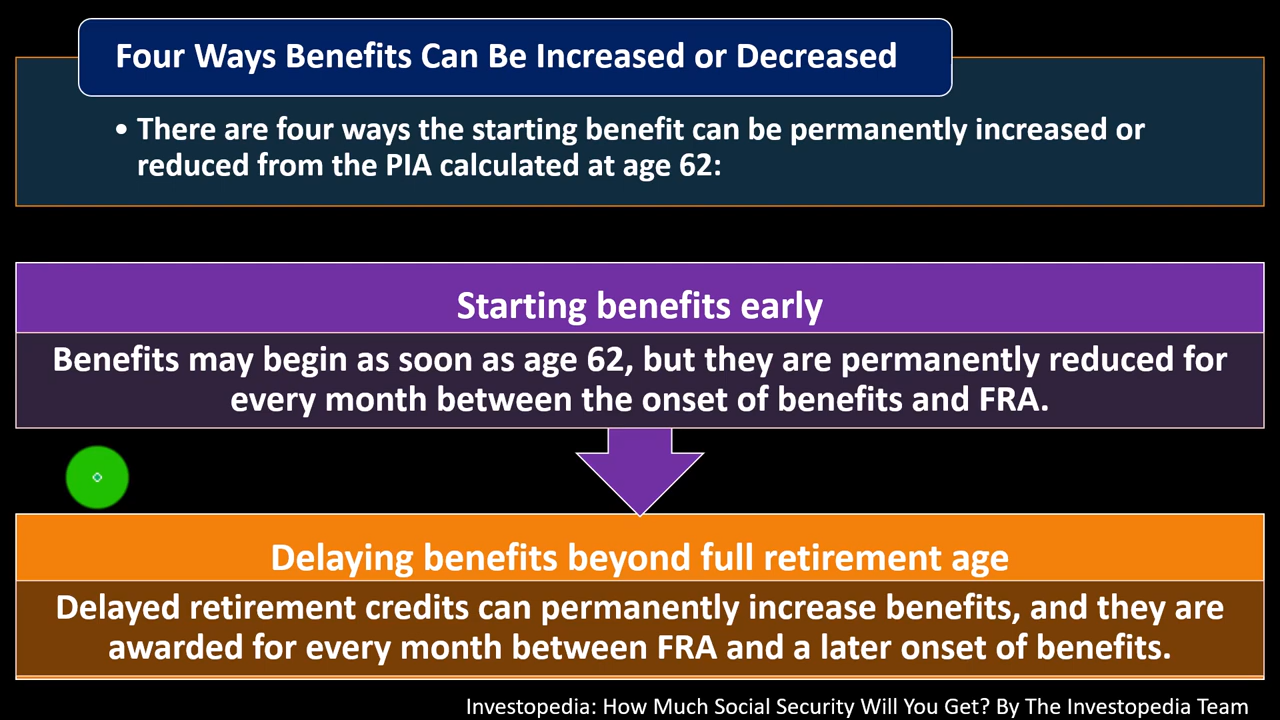 Four Ways Benefits Can Be Increased or Decreased
• There are four ways the starting benefit can be permanently increased or
reduced from the PIA calculated at age 62:
Starting benefits early
Benefits may begin as soon as age 62, but they are permanently reduced for
every month between the onset of benefits and FRA.
Delaying benefits beyond full retirement age
Delayed retirement credits can permanently increase benefits, and they are
awarded for every month between FRA and a later onset of benefits.
Investopedia: How Much Social Security Will You Get? By The Investopedia Team